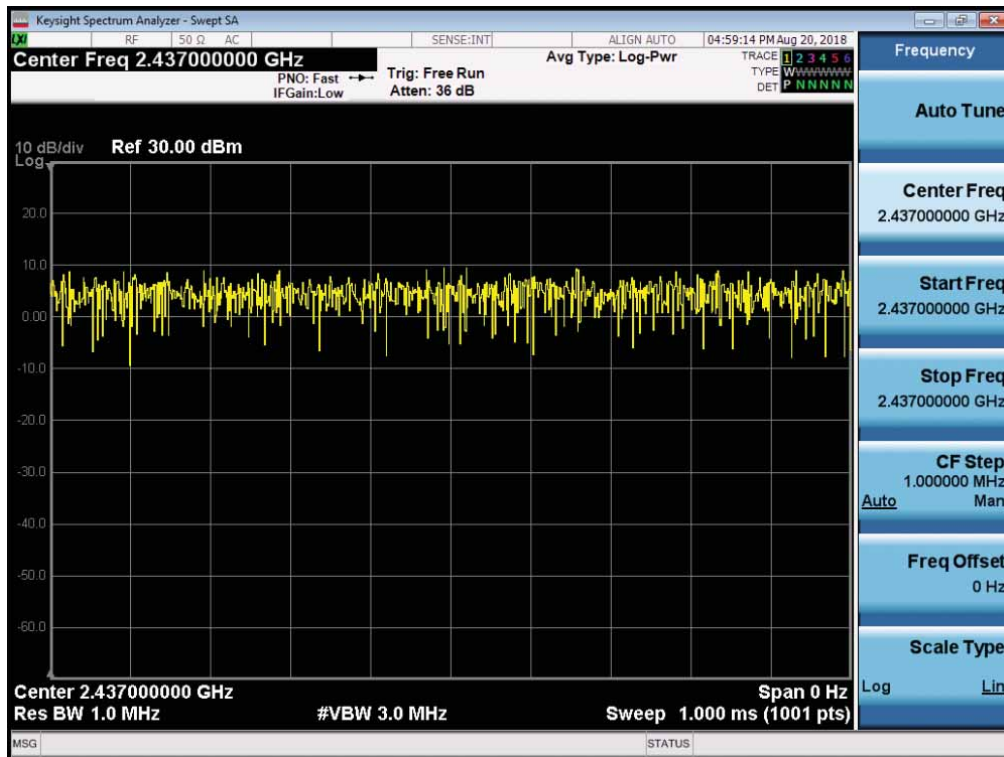 Keysight Spectrum Analyzer - Swept SA
LXI RF 50 Ω AC SENSE:INT ALIGN AUTO 04:59:14 PM Aug 20, 2018
Center Freq 2.437000000 GHz
PNO: Fast Trig: Free Run
IFGain:Low Atten: 36 dB
Avg Type: Log-Pwr
TRACE 1 2 3 4 5 6
TYPE WWWWWW
DET P N N N N N
10 dB/div Ref 30.00 dBm
Log
20.0
10.0
0.00
-10.0
-20.0
-30.0
-40.0
-50.0
-60.0
Center 2.437000000 GHz Span 0 Hz
Res BW 1.0 MHz #VBW 3.0 MHz Sweep 1.000 ms (1001 pts)
MSG STATUS
Frequency
Auto Tune
Center Freq
2.437000000 GHz
Start Freq
2.437000000 GHz
Stop Freq
2.437000000 GHz
CF Step
1.000000 MHz
Auto Man
Freq Offset
0 Hz
Scale Type
Log Lin